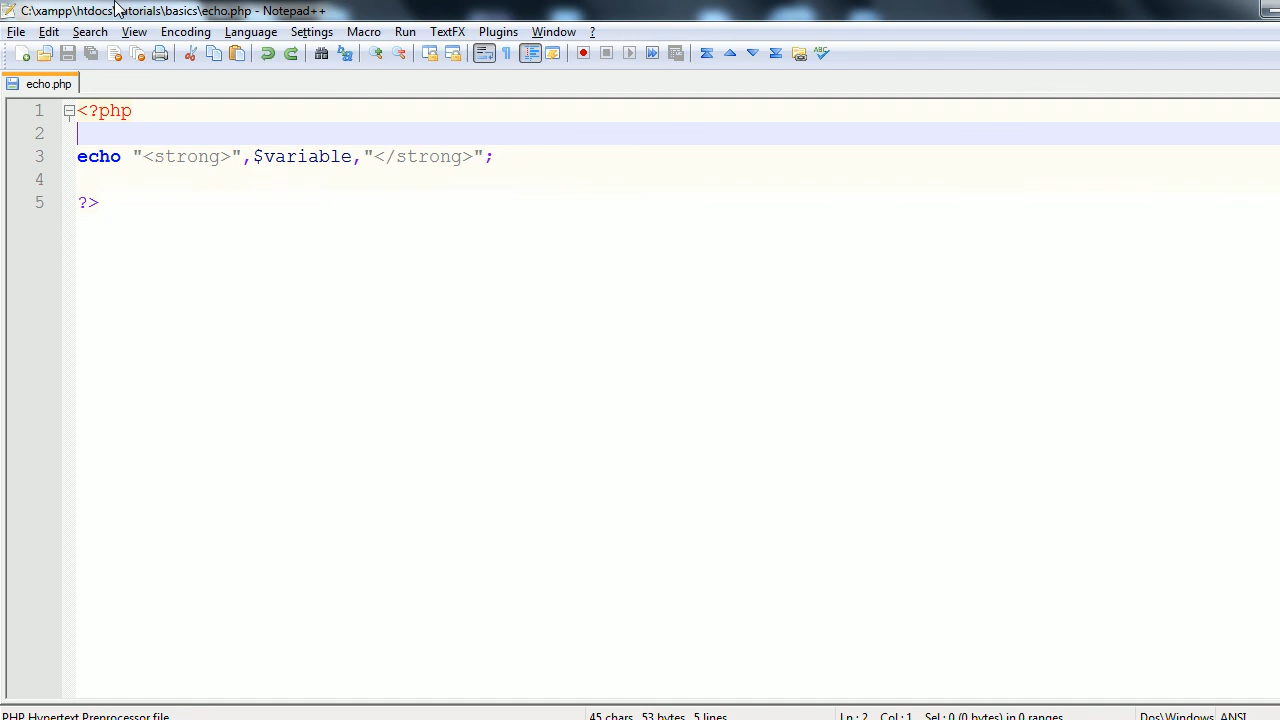 C:\xampp\htdocs\tutorials\basics\echo.php - Notepad++
File Edit Search View Encoding Language Settings Macro Run TextFX Plugins Window ?
echo.php
1 <?php
2
3 echo "<strong>",$variable,"</strong>";
4
5 ?>
PHP Hypertext Preprocessor file 45 chars 53 bytes 5 lines Ln : 2 Col : 1 Sel : 0 (0 bytes) in 0 ranges Dos\Windows ANSI